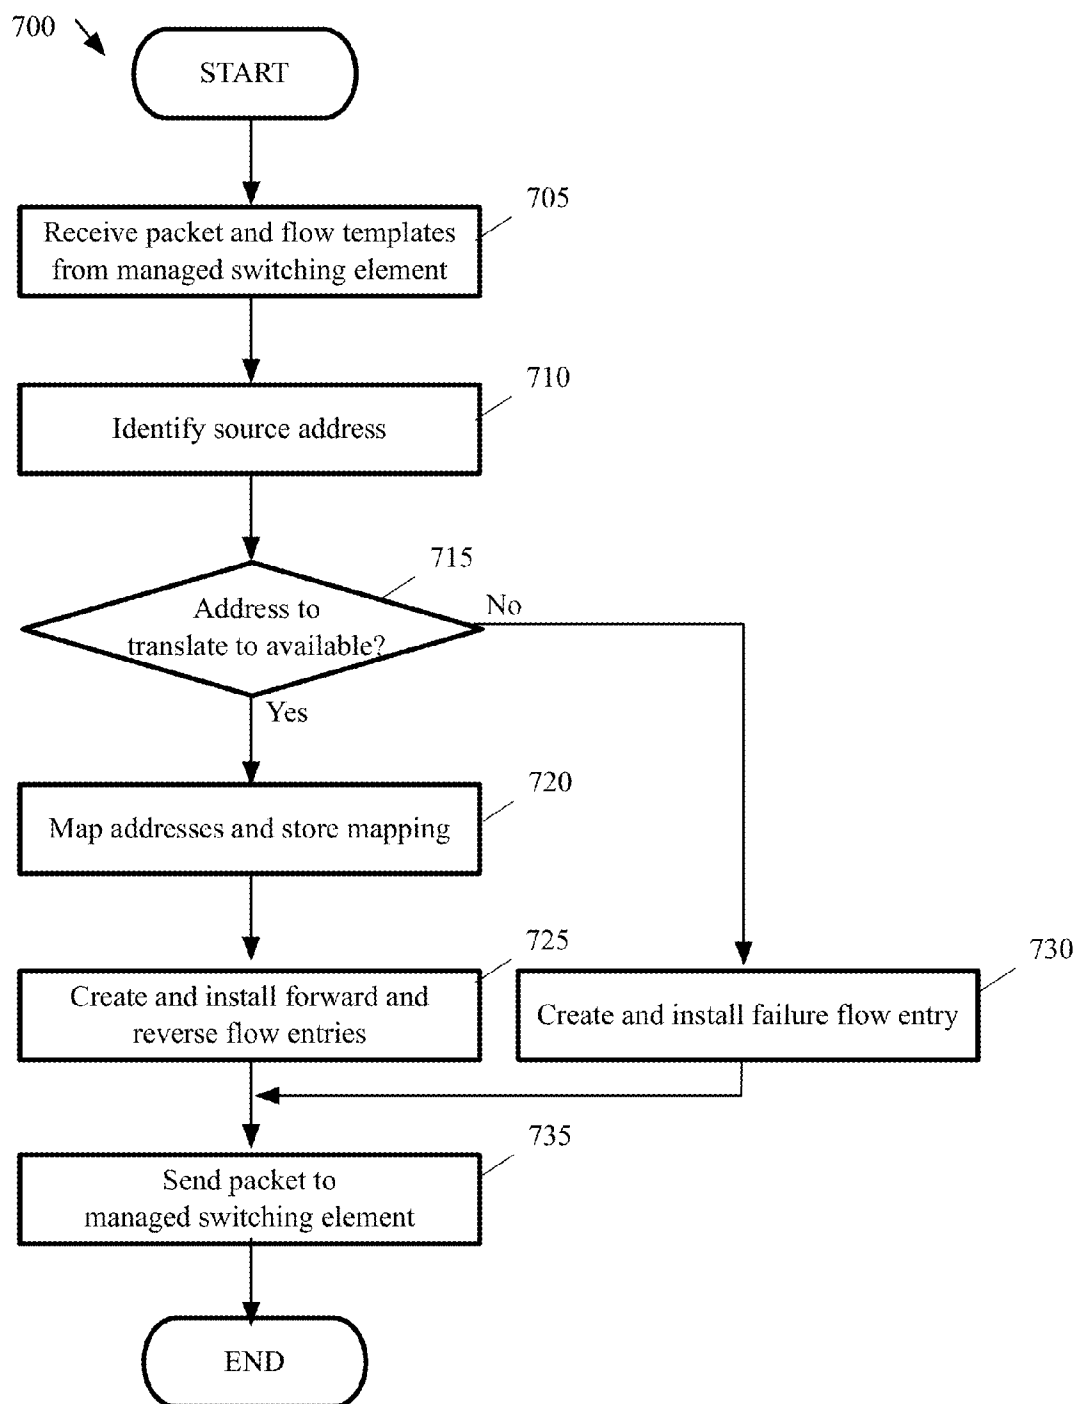 700
START
705
Receive packet and flow templates
from managed switching element
710
Identify source address
715
Address to
translate to available?
No
Yes
720
Map addresses and store mapping
725
Create and install forward and
reverse flow entries
730
Create and install failure flow entry
735
Send packet to
managed switching element
END